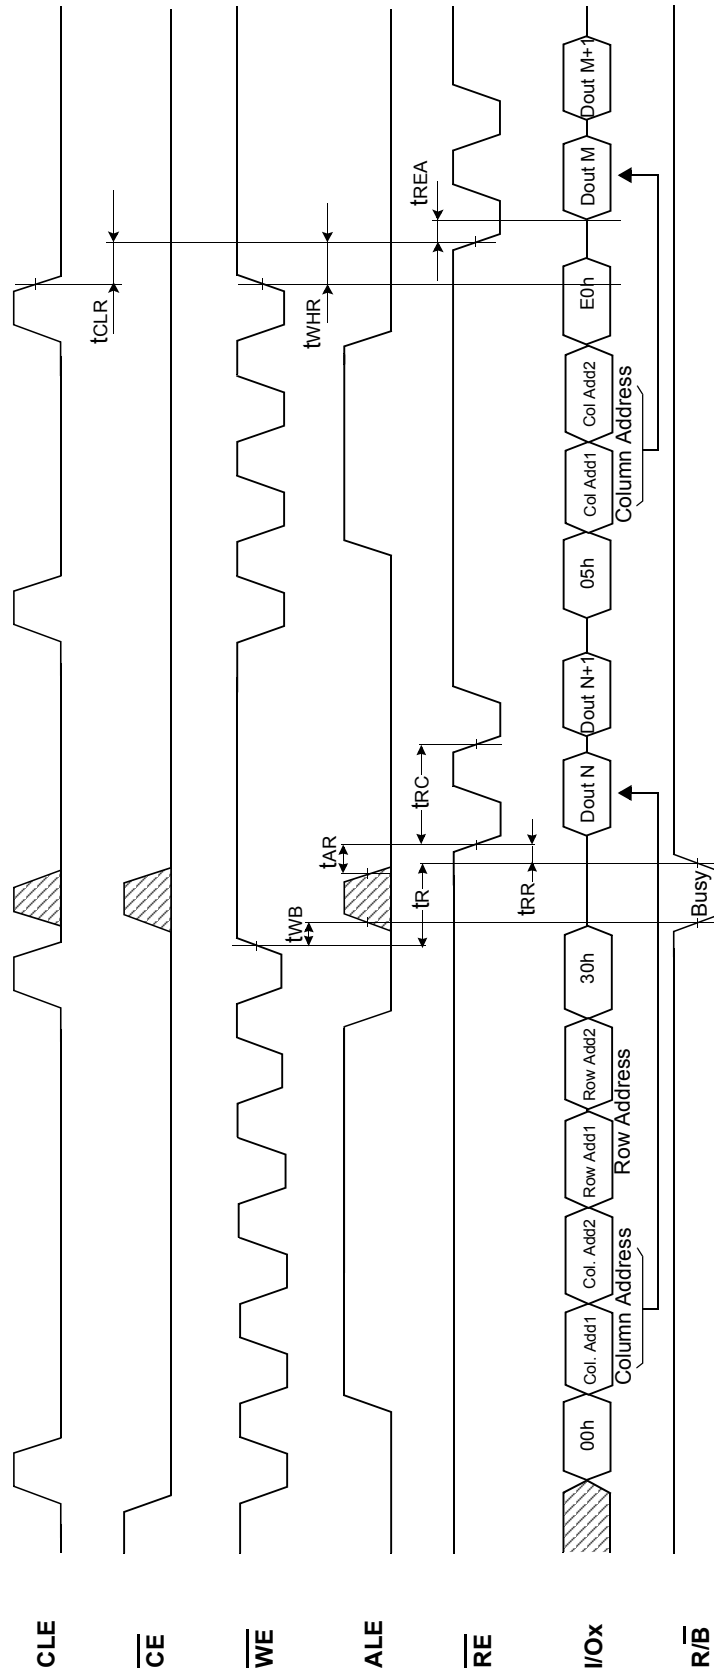 CLE
tCLR
CE
WE
tWB
tWHR
ALE
tAR
tR
tRC
tREA
RE
tRR
I/Ox
00h
Col. Add1
Col. Add2
Row Add1
Row Add2
30h
Dout N
Dout N+1
05h
Col Add1
Col Add2
E0h
Dout M
Dout M+1
Column Address
Row Address
Column Address
R/B
Busy